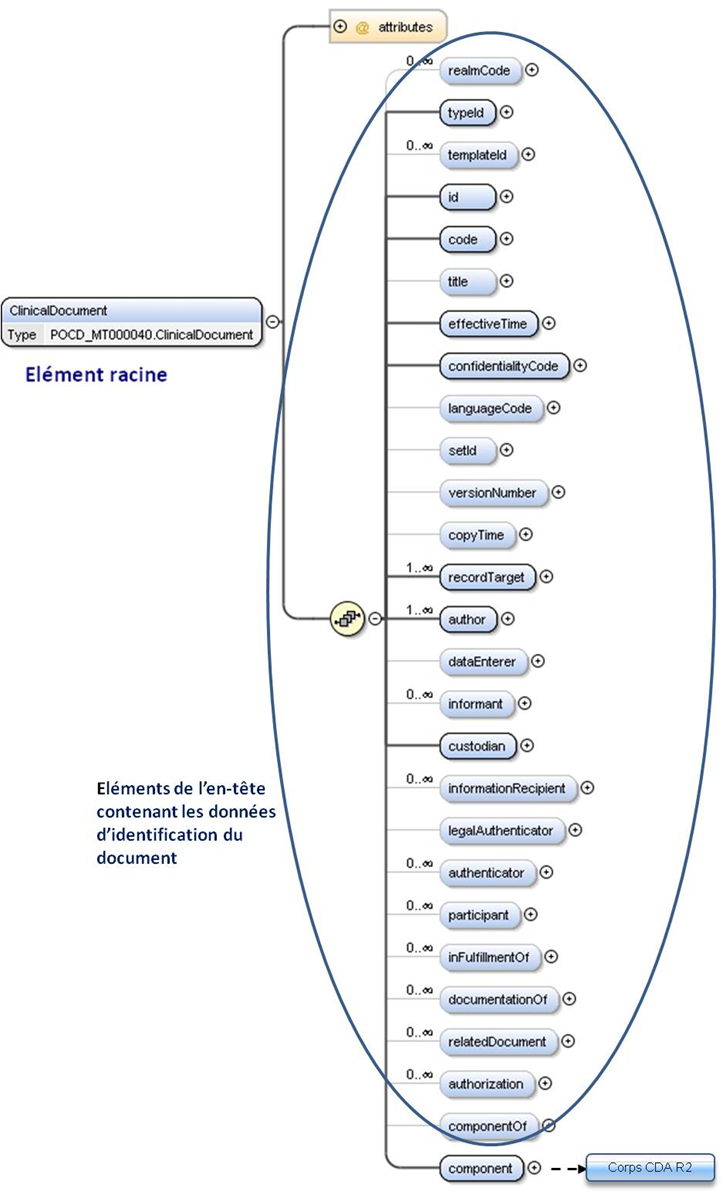 @ attributes
0..∞
realmCode
typeId
0..∞
templateId
id
code
title
ClinicalDocument
Type POCD_MT000040.ClinicalDocument
Elément racine
effectiveTime
confidentialityCode
languageCode
setId
versionNumber
copyTime
1..∞
recordTarget
1..∞
author
dataEnterer
0..∞
informant
custodian
Eléments de l’en-tête
contenant les données
d’identification du
document
0..∞
informationRecipient
legalAuthenticator
0..∞
authenticator
0..∞
participant
0..∞
inFulfillmentOf
0..∞
documentationOf
0..∞
relatedDocument
0..∞
authorization
componentOf
component
Corps CDA R2